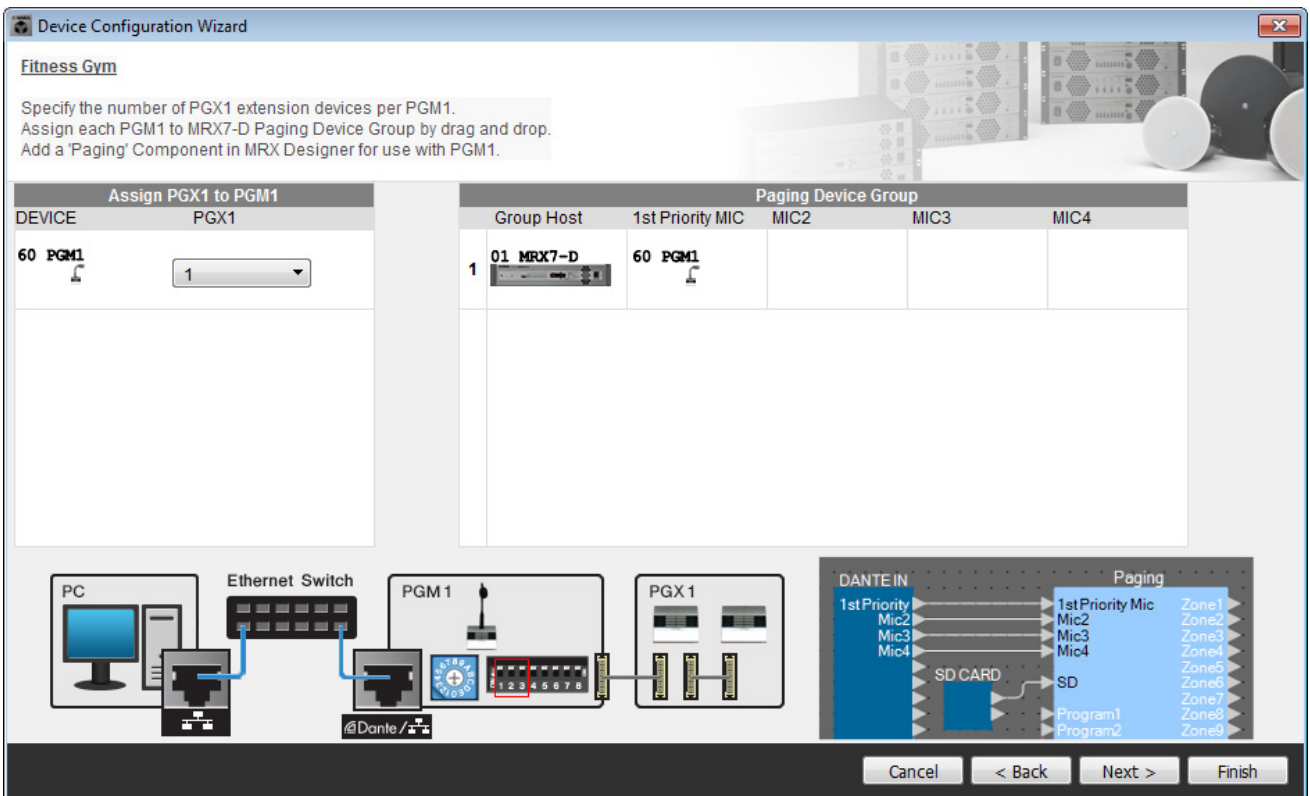 Device Configuration Wizard
Fitness Gym
Specify the number of PGX1 extension devices per PGM1.
Assign each PGM1 to MRX7-D Paging Device Group by drag and drop.
Add a 'Paging' Component in MRX Designer for use with PGM1.
Assign PGX1 to PGM1
DEVICE PGX1
60 PGM1
1
Paging Device Group
Group Host 1st Priority MIC MIC2 MIC3 MIC4
1 01 MRX7-D 60 PGM1
PC
Ethernet Switch
PGM1
1 2 3 4 5 6 7 8
Dante/
PGX1
DANTE IN
1st Priority
Mic2
Mic3
Mic4
SD CARD
Paging
1st Priority Mic Zone1
Mic2 Zone2
Mic3 Zone3
Mic4 Zone4
Zone5
SD Zone6
Zone7
Program1 Zone8
Program2 Zone9
Cancel < Back Next > Finish